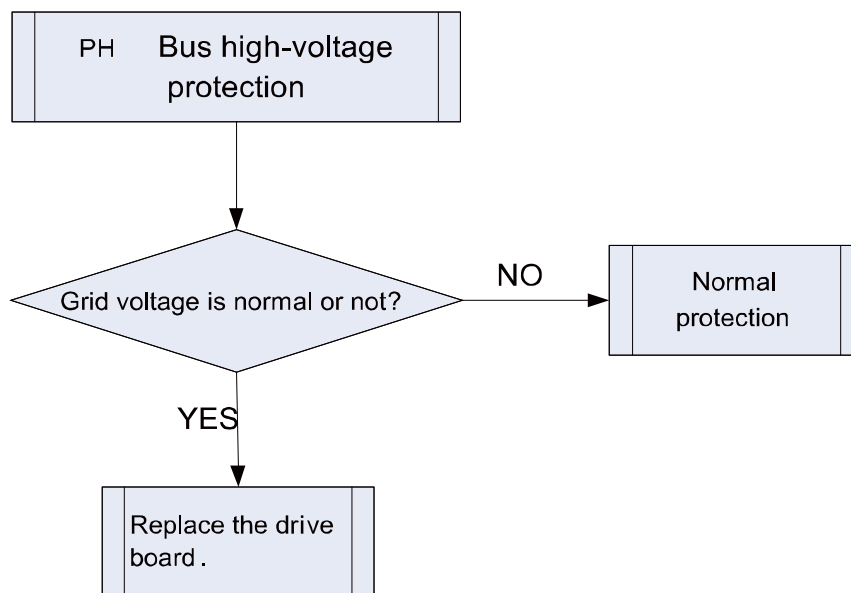 PH Bus high-voltage
protection
Grid voltage is normal or not?
NO
Normal
protection
YES
Replace the drive
board.